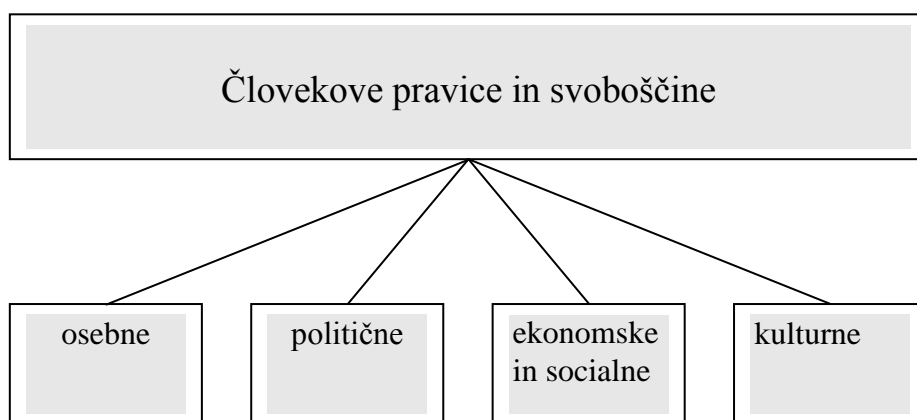 Človekove pravice in svoboščine
osebne
politične
ekonomske
in socialne
kulturne